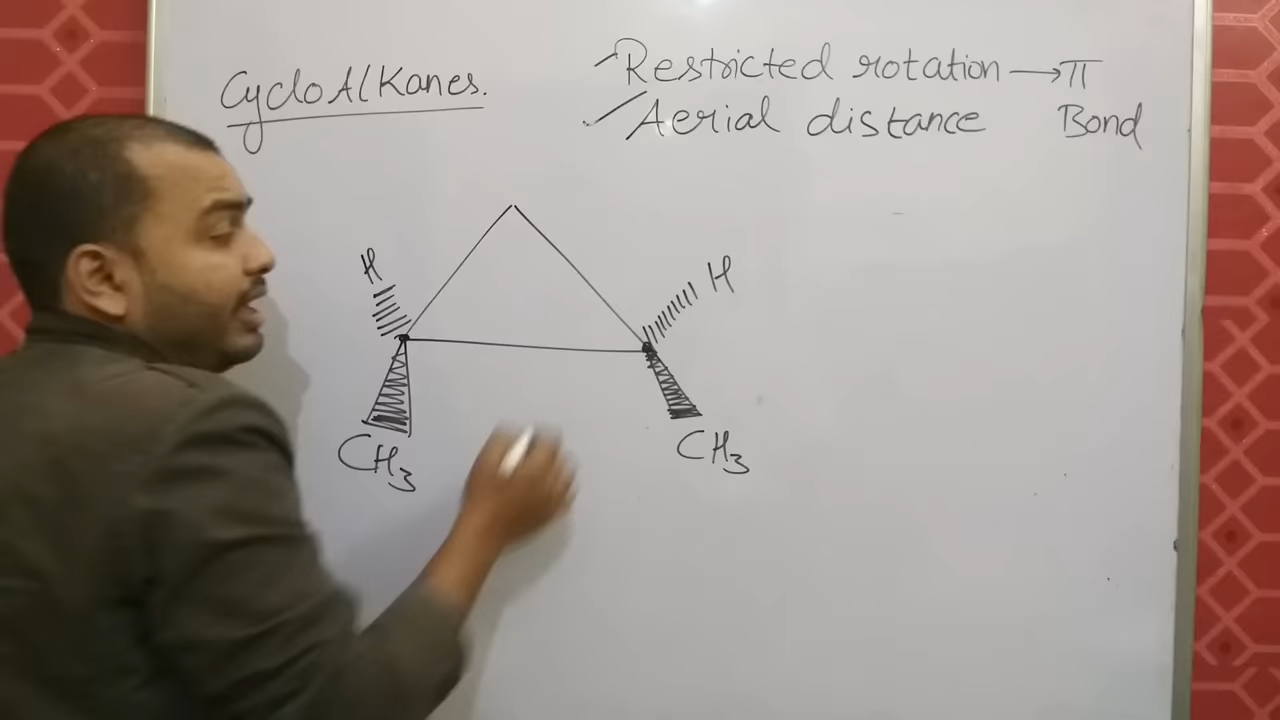 CycloAlKanes.
Restricted rotation → π
Aerial distance Bond
H
H
CH3
CH3